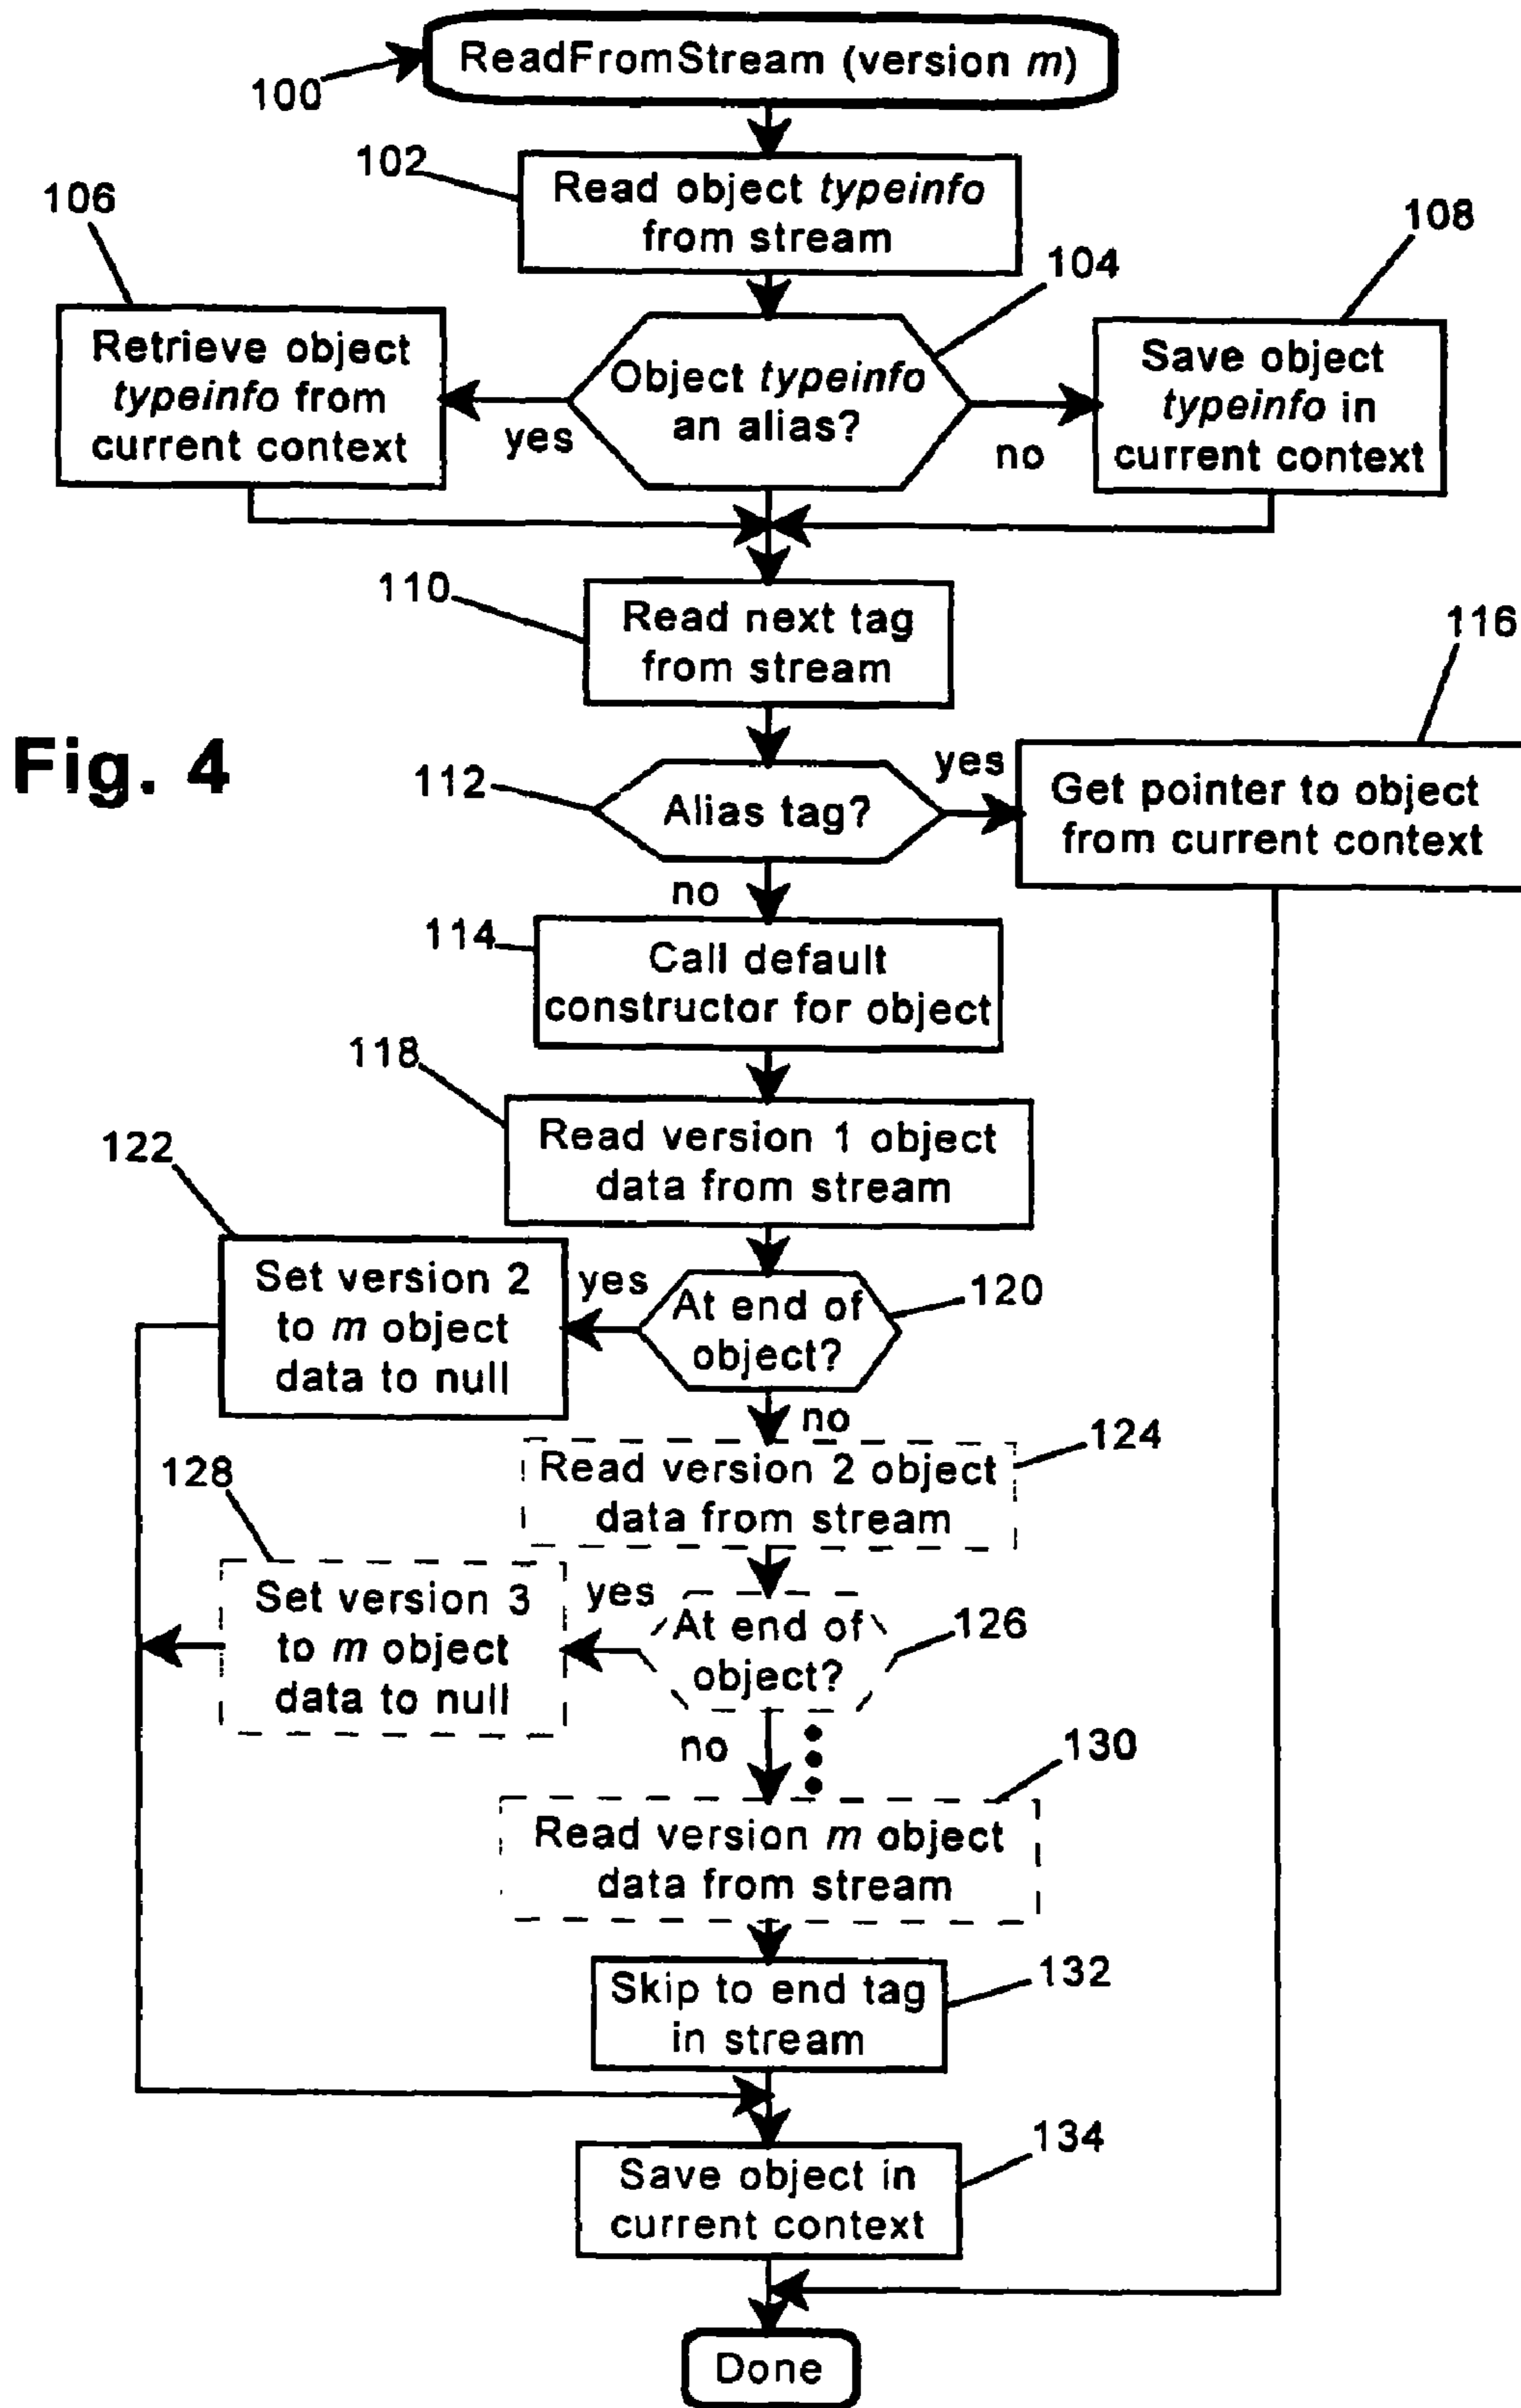 ReadFromStream (version m)
100
102
Read object typeinfo
from stream
106
108
104
Retrieve object
typeinfo from
current context
Object typeinfo
an alias?
Save object
typeinfo in
current context
yes
no
110
Read next tag
from stream
116
Fig. 4
112
Alias tag?
yes
Get pointer to object
from current context
no
114
Call default
constructor for object
118
Read version 1 object
data from stream
122
Set version 2
to m object
data to null
yes
At end of
object?
120
no
124
Read version 2 object
data from stream
128
Set version 3
to m object
data to null
yes
At end of
object?
126
no
130
Read version m object
data from stream
Skip to end tag
in stream
132
134
Save object in
current context
Done